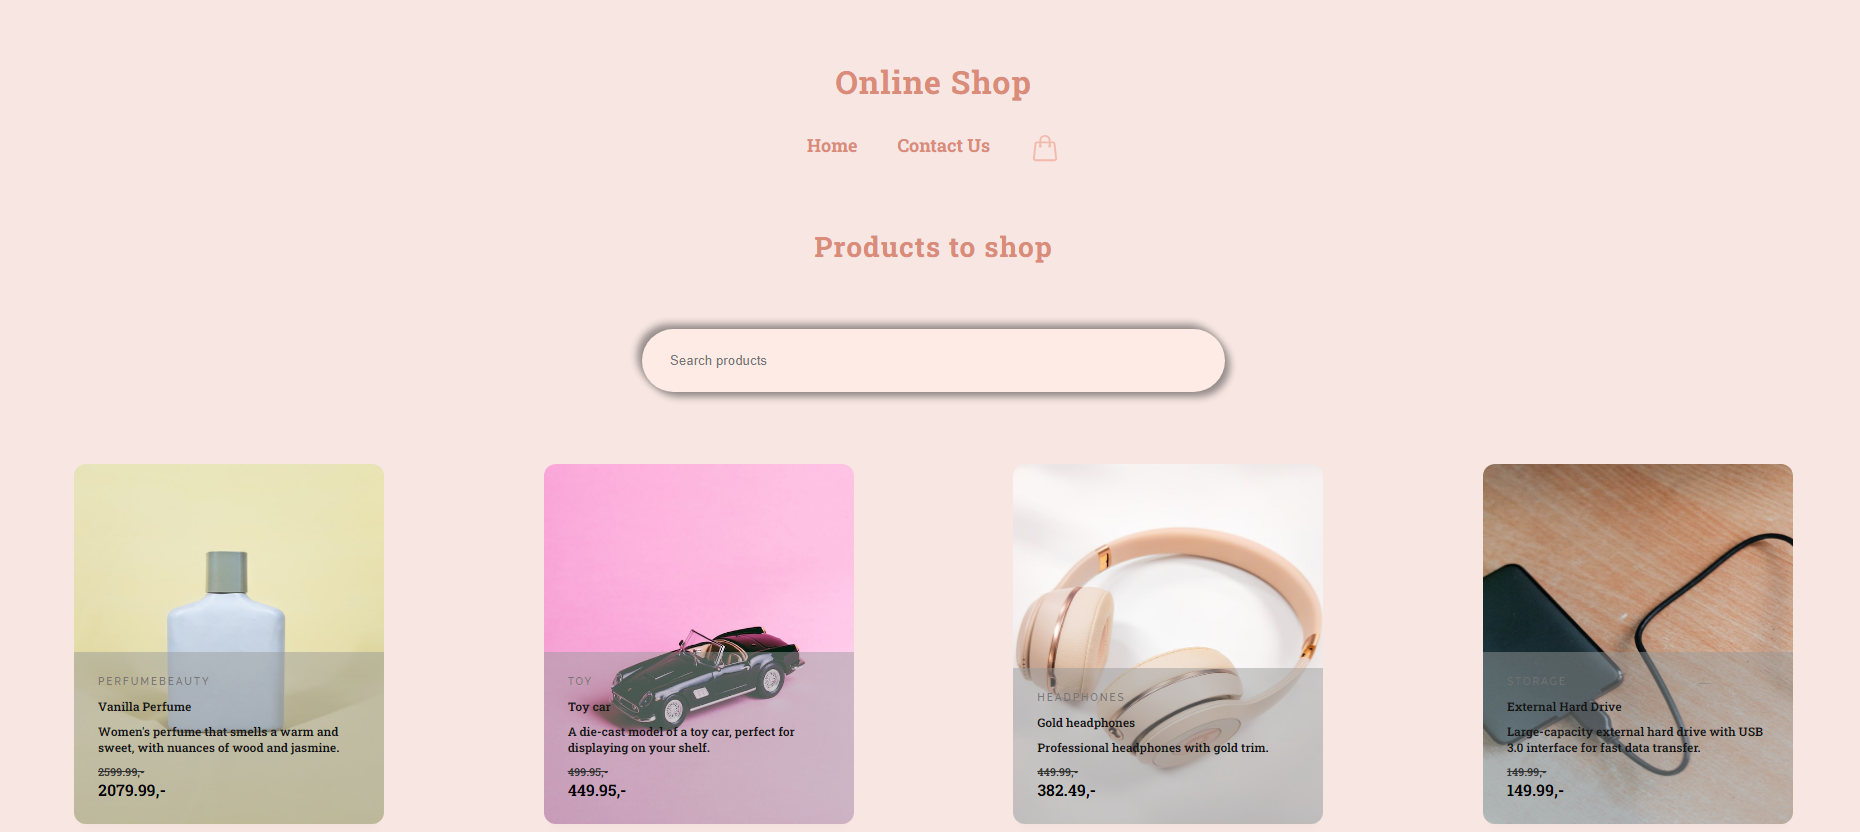 Online Shop
Home Contact Us
Products to shop
Search products
PERFUMEBEAUTY
Vanilla Perfume
Women's perfume that smells a warm and
sweet, with nuances of wood and jasmine.
2599.99,-
2079.99,-
TOY
Toy car
A die-cast model of a toy car, perfect for
displaying on your shelf.
499.95,-
449.95,-
HEADPHONES
Gold headphones
Professional headphones with gold trim.
449.99,-
382.49,-
STORAGE
External Hard Drive
Large-capacity external hard drive with USB
3.0 interface for fast data transfer.
149.99,-
149.99,-